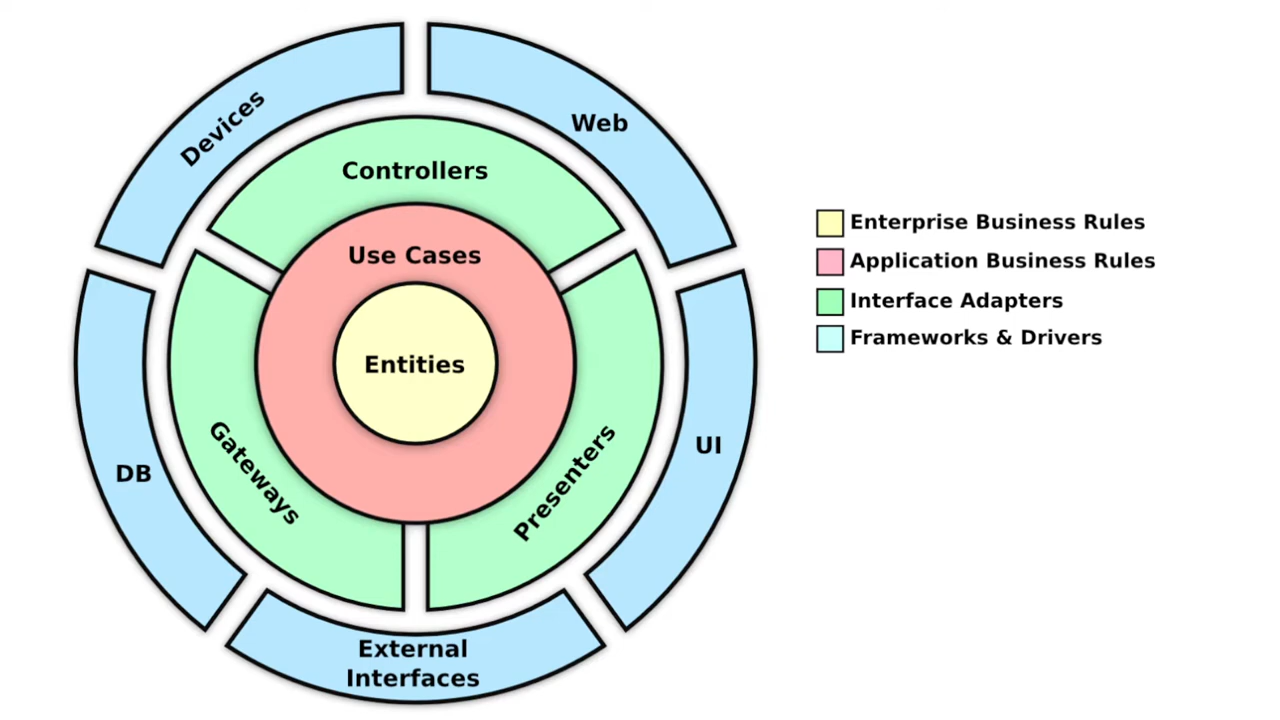 Devices
Web
Controllers
Use Cases
Entities
Gateways
Presenters
DB
UI
External
Interfaces
Enterprise Business Rules
Application Business Rules
Interface Adapters
Frameworks & Drivers